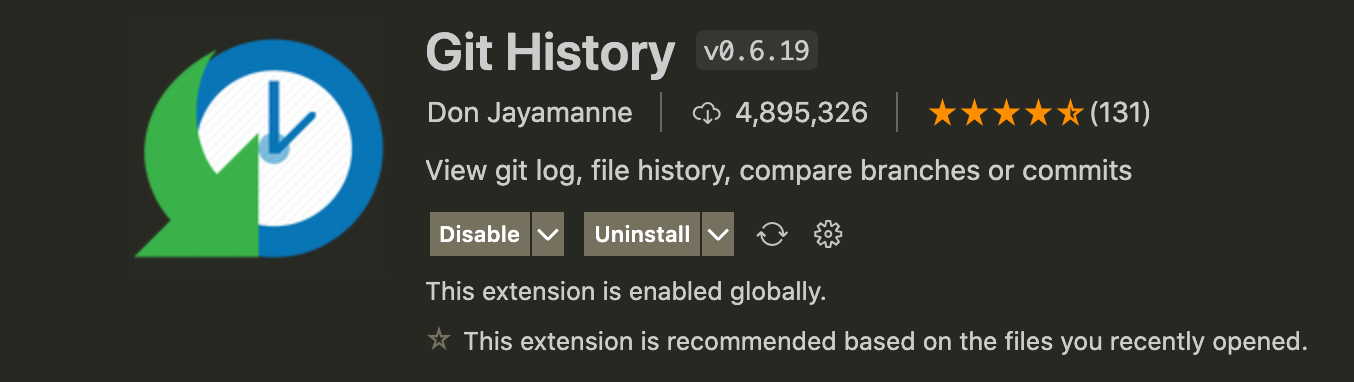 Git History v0.6.19
Don Jayamanne 4,895,326 (131)
View git log, file history, compare branches or commits
Disable Uninstall
This extension is enabled globally.
This extension is recommended based on the files you recently opened.